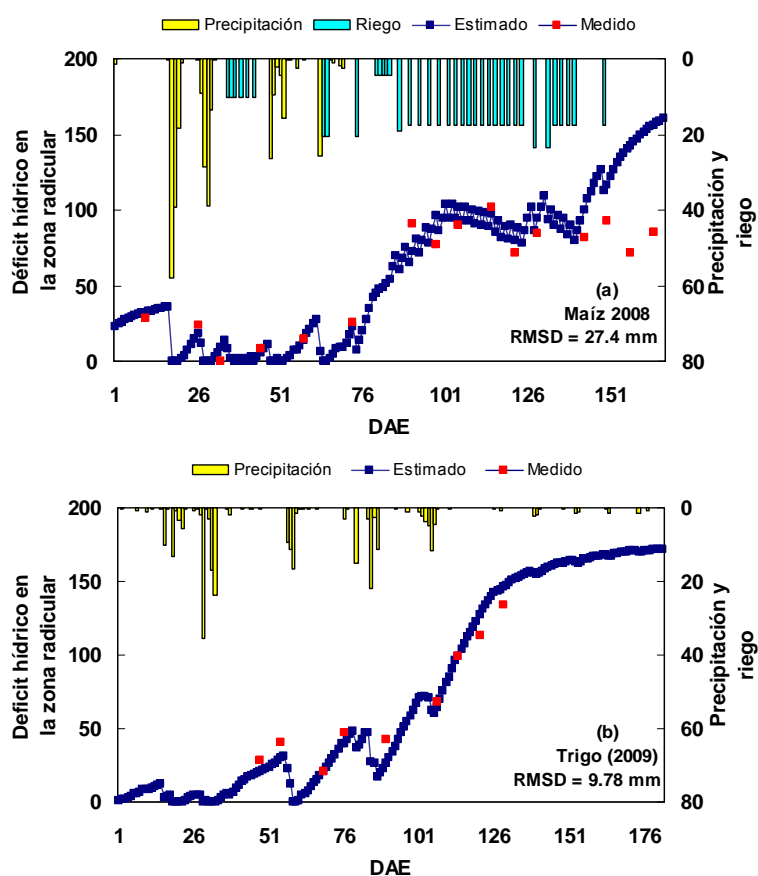 Precipitación Riego Estimado Medido
200 0
150 20
100 40
50 60
0 80
Déficit hídrico en
la zona radicular
Precipitación y
riego
(a)
Maíz 2008
RMSD = 27.4 mm
1 26 51 76 101 126 151
DAE
Precipitación Estimado Medido
200 0
150 20
100 40
50 60
0 80
Deficit hídrico en
la zona radicular
Precipitación y
riego
(b)
Trigo (2009)
RMSD = 9.78 mm
1 26 51 76 101 126 151 176
DAE